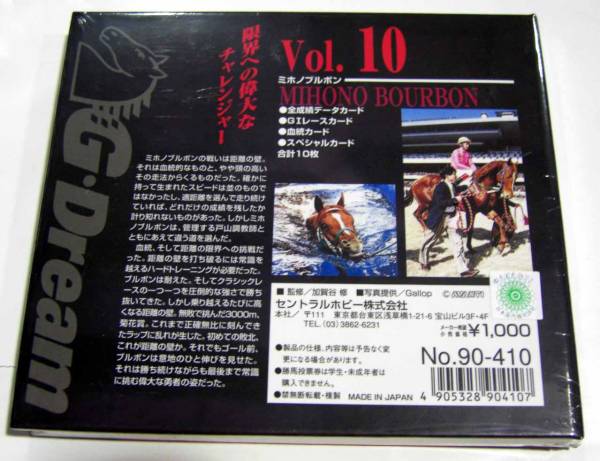 G·Dream
限界への偉大な
チャレンジャー
Vol. 10
ミホノブルボン
MIHONO BOURBON
●全成績データカード
●GIレースカード
●血統カード
●スペシャルカード
合計10枚
ミホノブルボンの戦いは距離の壁。
それは血統的なものと、やや頭の高い
その走法からくるものだった。確かに
持って生まれたスピードは並のもので
はなかったし、適距離を選んで走り続け
ていれば、どれだけの成績を残したか
計り知れないものがあった。しかしミホ
ノブルボンは、管理する戸山調教師と
ともにあえて違う道を選んだ。
血統、そして距離の限界への挑戦だ
った。距離の壁を打ち破るには常識を
越えるハードトレーニングが必要だった。
ブルボンは耐えた。そしてクラシックレ
ースの一つ一つを圧倒的な強さで勝ち
抜いてきた。しかし乗り越えるたびに高
くなる距離の壁。無敗で挑んだ3000m、
菊花賞。これまで正確無比に刻んでき
たラップに乱れが生じた。初めての敗北。
これが距離の壁か。それでもゴール前、
ブルボンは意地のひと伸びを見せた。
それは勝ち続けながらも最後まで常識
に挑む偉大な勇者の姿だった。
■監修／加賀谷 修 ■写真提供／Gallop
セントラルホビー株式会社
本社／〒111 東京都台東区浅草橋1-21-6 宝山ビル3F・4F
TEL.(03)3862-6231
メーカー希望
小売価格
¥1,000
●製品の仕様、内容等は予告なく変
更になる場合があります。
●勝馬投票券は学生・未成年者は
購入できません。
●禁無断転載・複製 MADE IN JAPAN
No.90-410
4 905328 904107